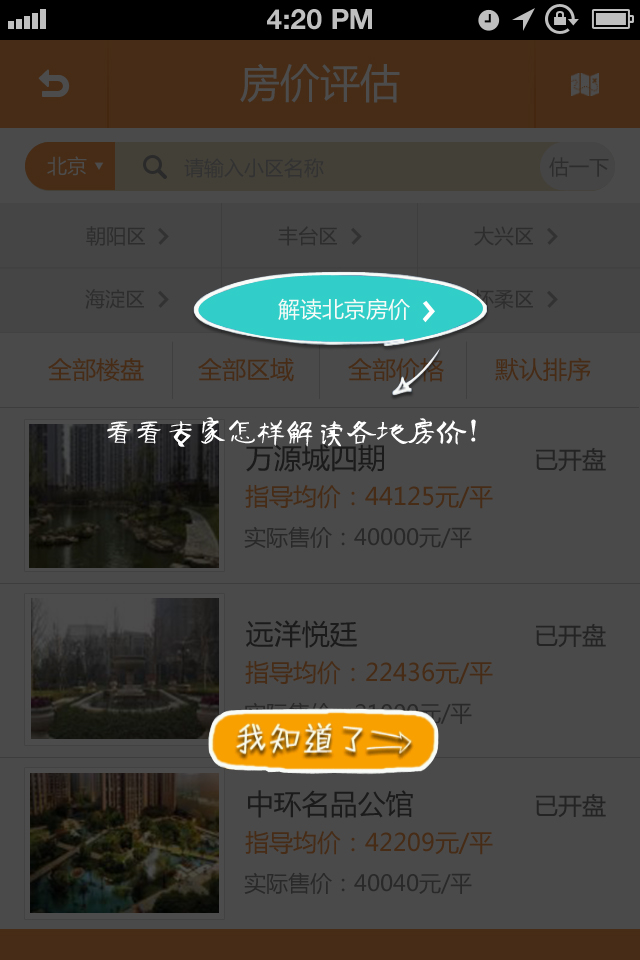 4:20 PM
房价评估
北京 请输入小区名称 估一下
朝阳区 丰台区 大兴区
海淀区 解读北京房价 怀柔区
全部楼盘 全部区域 全部价格 默认排序
看看专家怎样解读各地房价!
万源城四期 已开盘
指导均价：44125元/平
实际售价：40000元/平
远洋悦廷 已开盘
指导均价：22436元/平
元/平
我知道了
中环名品公馆 已开盘
指导均价：42209元/平
实际售价：40040元/平